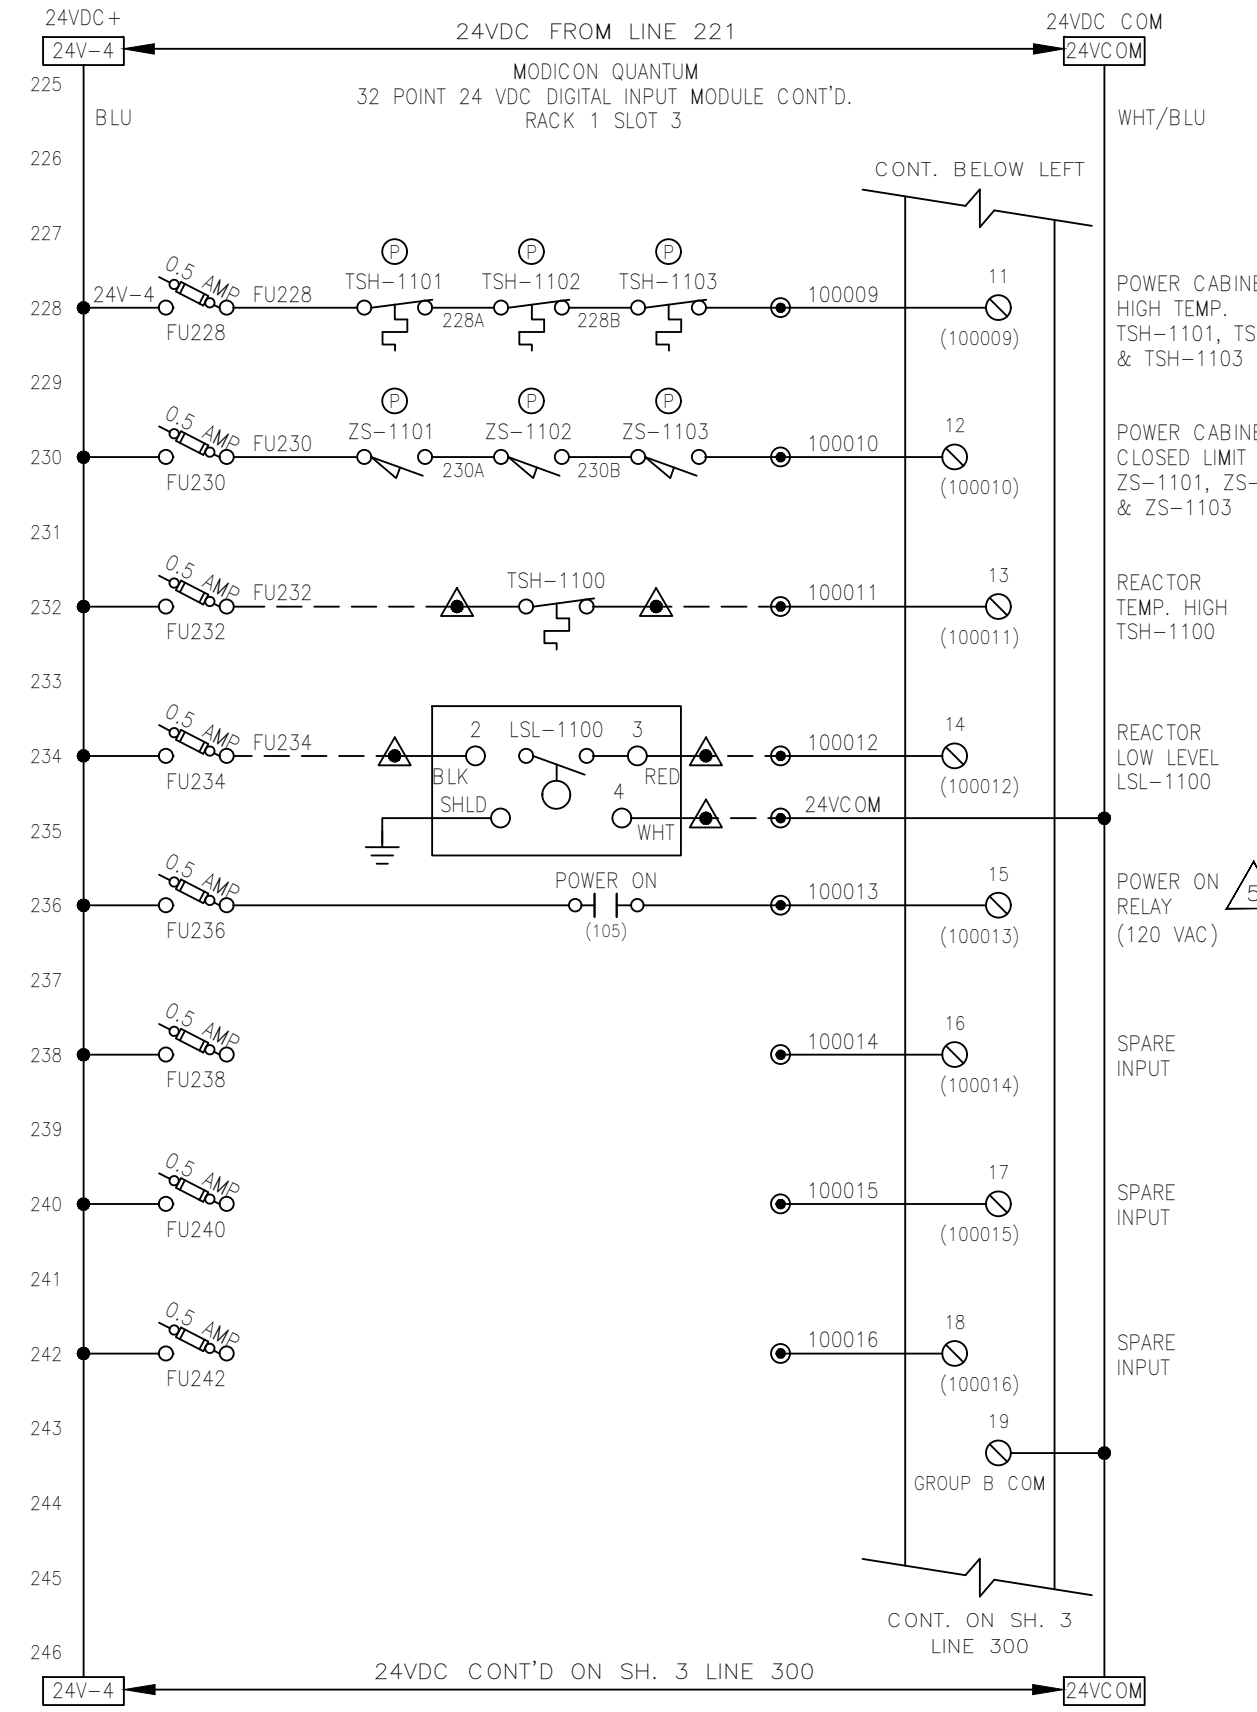 24VDC+
24VDC COM
24V-4
24VDC FROM LINE 221
24VCOM
225
MODICON QUANTUM
32 POINT 24 VDC DIGITAL INPUT MODULE CONT'D.
RACK 1 SLOT 3
BLU
WHT/BLU
226
CONT. BELOW LEFT
227
P P P
0.5 AMP
TSH-1101 TSH-1102 TSH-1103
11
228
24V-4
FU228
228A 228B
100009
FU228
(100009)
POWER CABINE
HIGH TEMP.
TSH-1101, TS
& TSH-1103
229
P P P
0.5 AMP
ZS-1101 ZS-1102 ZS-1103
12
230
FU230
230A 230B
100010
FU230
(100010)
POWER CABINE
CLOSED LIMIT
ZS-1101, ZS-
& ZS-1103
231
0.5 AMP
TSH-1100
13
232
FU232
100011
FU232
(100011)
REACTOR
TEMP. HIGH
TSH-1100
233
0.5 AMP
2 LSL-1100 3
14
234
FU234
100012
FU234
BLK
RED
(100012)
REACTOR
LOW LEVEL
LSL-1100
SHLD
4
24VCOM
235
WHT
0.5 AMP
POWER ON
15
236
100013
FU236
(105)
(100013)
POWER ON
RELAY
(120 VAC)
5
237
0.5 AMP
16
238
100014
FU238
(100014)
SPARE
INPUT
239
0.5 AMP
17
240
100015
FU240
(100015)
SPARE
INPUT
241
0.5 AMP
18
242
100016
FU242
(100016)
SPARE
INPUT
243
19
GROUP B COM
244
245
CONT. ON SH. 3
LINE 300
246
24VDC CONT'D ON SH. 3 LINE 300
24V-4
24VCOM